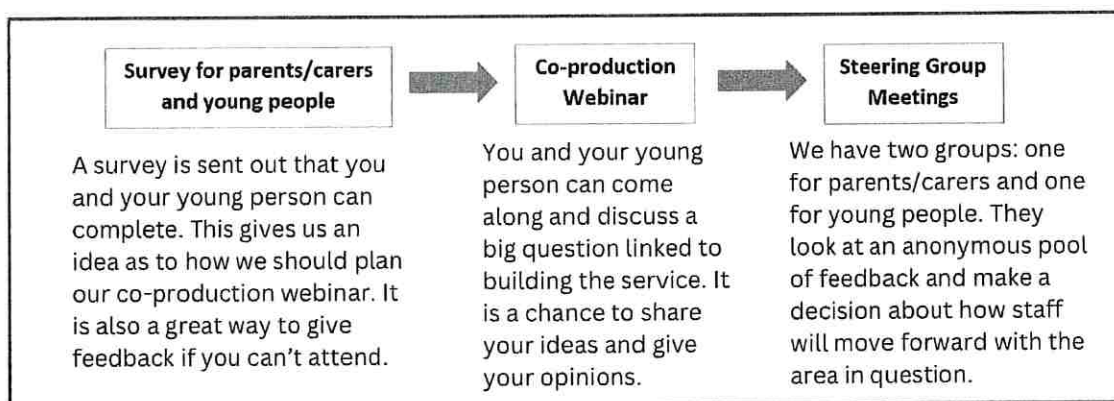 Survey for parents/carers
and young people
A survey is sent out that you
and your young person can
complete. This gives us an
idea as to how we should plan
our co-production webinar. It
is also a great way to give
feedback if you can't attend.
Co-production
Webinar
You and your young
person can come
along and discuss a
big question linked to
building the service. It
is a chance to share
your ideas and give
your opinions.
Steering Group
Meetings
We have two groups: one
for parents/carers and one
for young people. They
look at an anonymous pool
of feedback and make a
decision about how staff
will move forward with the
area in question.